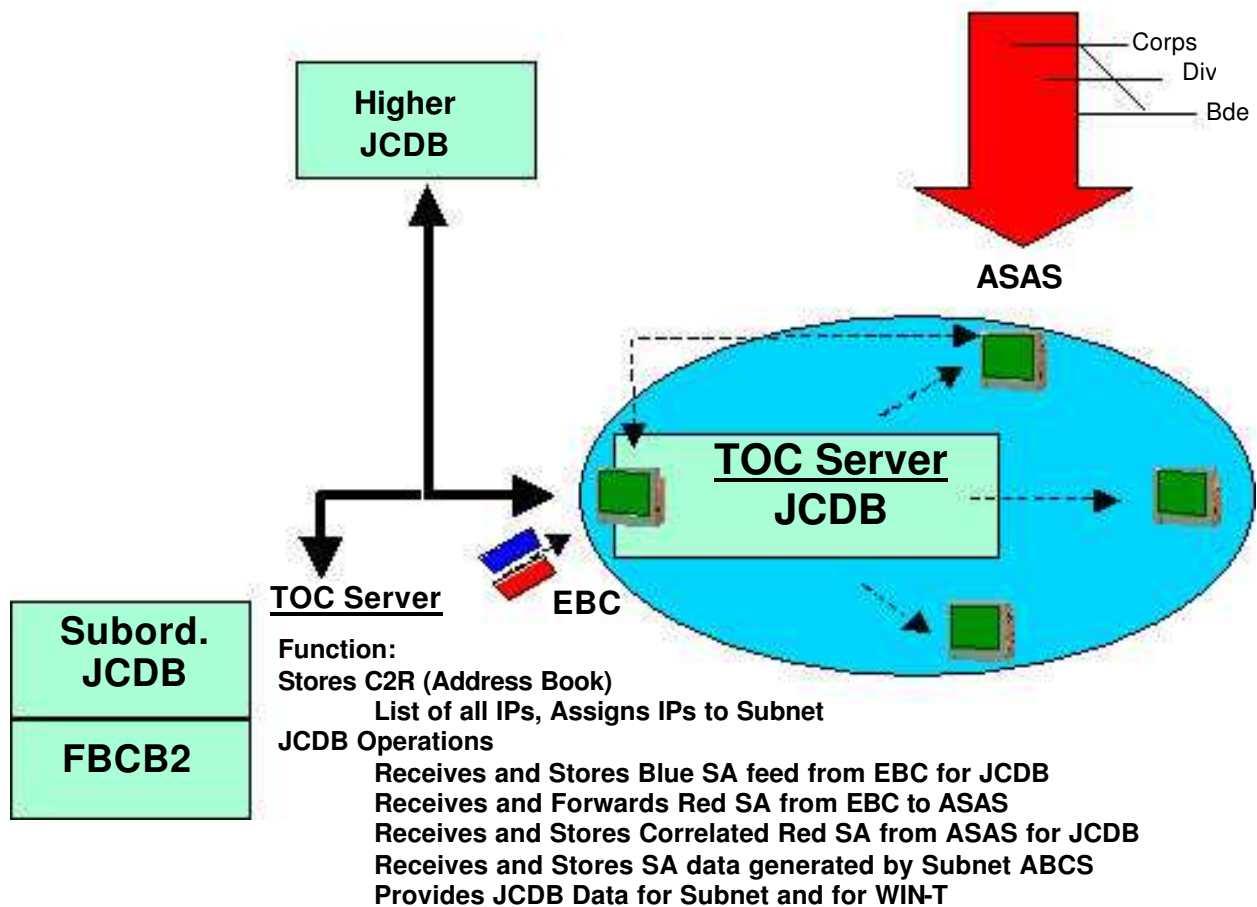 Corps
Div
Bde
Higher
JCDB
ASAS
TOC Server
JCDB
EBC
TOC Server
Subord.
JCDB
FBCB2
Function:
Stores C2R (Address Book)
List of all IPs, Assigns IPs to Subnet
JCDB Operations
Receives and Stores Blue SA feed from EBC for JCDB
Receives and Forwards Red SA from EBC to ASAS
Receives and Stores Correlated Red SA from ASAS for JCDB
Receives and Stores SA data generated by Subnet ABCS
Provides JCDB Data for Subnet and for WIN-T